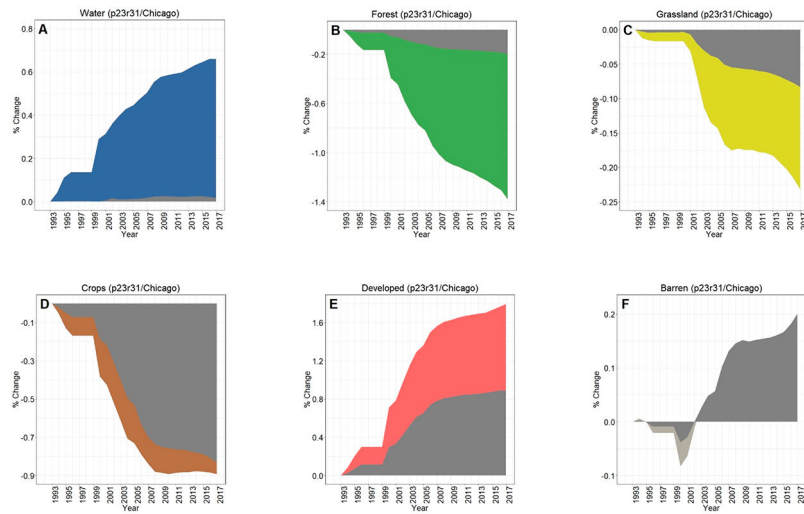 Water (p23r31/Chicago)
A
% Change
0.8
0.6
0.4
0.2
0.0
1993 1995 1997 1999 2001 2003 2005 2007 2009 2011 2013 2015 2017
Year
Forest (p23r31/Chicago)
B
% Change
-0.2
-0.6
-1.0
-1.4
1993 1995 1997 1999 2001 2003 2005 2007 2009 2011 2013 2015 2017
Year
Grassland (p23r31/Chicago)
C
% Change
0.00
-0.05
-0.10
-0.15
-0.20
-0.25
1993 1995 1997 1999 2001 2003 2005 2007 2009 2011 2013 2015 2017
Year
Crops (p23r31/Chicago)
D
% Change
-0.1
-0.3
-0.5
-0.7
-0.9
1993 1995 1997 1999 2001 2003 2005 2007 2009 2011 2013 2015 2017
Year
Developed (p23r31/Chicago)
E
% Change
1.6
1.2
0.8
0.4
0.0
1993 1995 1997 1999 2001 2003 2005 2007 2009 2011 2013 2015 2017
Year
Barren (p23r31/Chicago)
F
% Change
0.2
0.1
0.0
-0.1
1993 1995 1997 1999 2001 2003 2005 2007 2009 2011 2013 2015 2017
Year